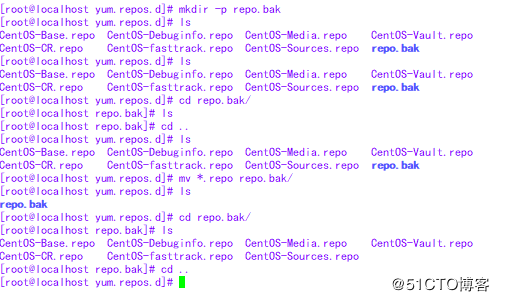 [root@localhost yum.repos.d]# mkdir -p repo.bak
[root@localhost yum.repos.d]# ls
CentOS-Base.repo CentOS-Debuginfo.repo CentOS-Media.repo CentOS-Vault.repo
CentOS-CR.repo CentOS-fasttrack.repo CentOS-Sources.repo repo.bak
[root@localhost yum.repos.d]# ls
CentOS-Base.repo CentOS-Debuginfo.repo CentOS-Media.repo CentOS-Vault.repo
CentOS-CR.repo CentOS-fasttrack.repo CentOS-Sources.repo repo.bak
[root@localhost yum.repos.d]# cd repo.bak/
[root@localhost repo.bak]# ls
[root@localhost repo.bak]# cd ..
[root@localhost yum.repos.d]# ls
CentOS-Base.repo CentOS-Debuginfo.repo CentOS-Media.repo CentOS-Vault.repo
CentOS-CR.repo CentOS-fasttrack.repo CentOS-Sources.repo repo.bak
[root@localhost yum.repos.d]# mv *.repo repo.bak/
[root@localhost yum.repos.d]# ls
repo.bak
[root@localhost yum.repos.d]# cd repo.bak/
[root@localhost repo.bak]# ls
CentOS-Base.repo CentOS-Debuginfo.repo CentOS-Media.repo CentOS-Vault.repo
CentOS-CR.repo CentOS-fasttrack.repo CentOS-Sources.repo
[root@localhost repo.bak]# cd ..
[root@localhost yum.repos.d]#
@51CTO博客